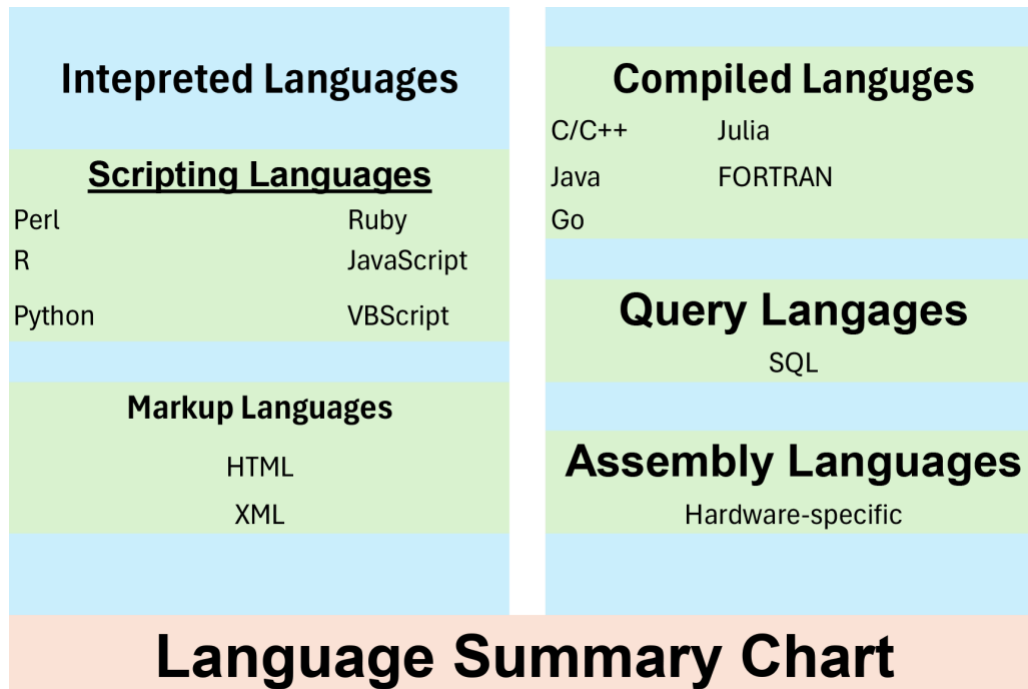 Intepreted Languages
Scripting Languages
Perl Ruby
R JavaScript
Python VBScript
Markup Languages
HTML
XML
Compiled Languges
C/C++ Julia
Java FORTRAN
Go
Query Langages
SQL
Assembly Languages
Hardware-specific
Language Summary Chart